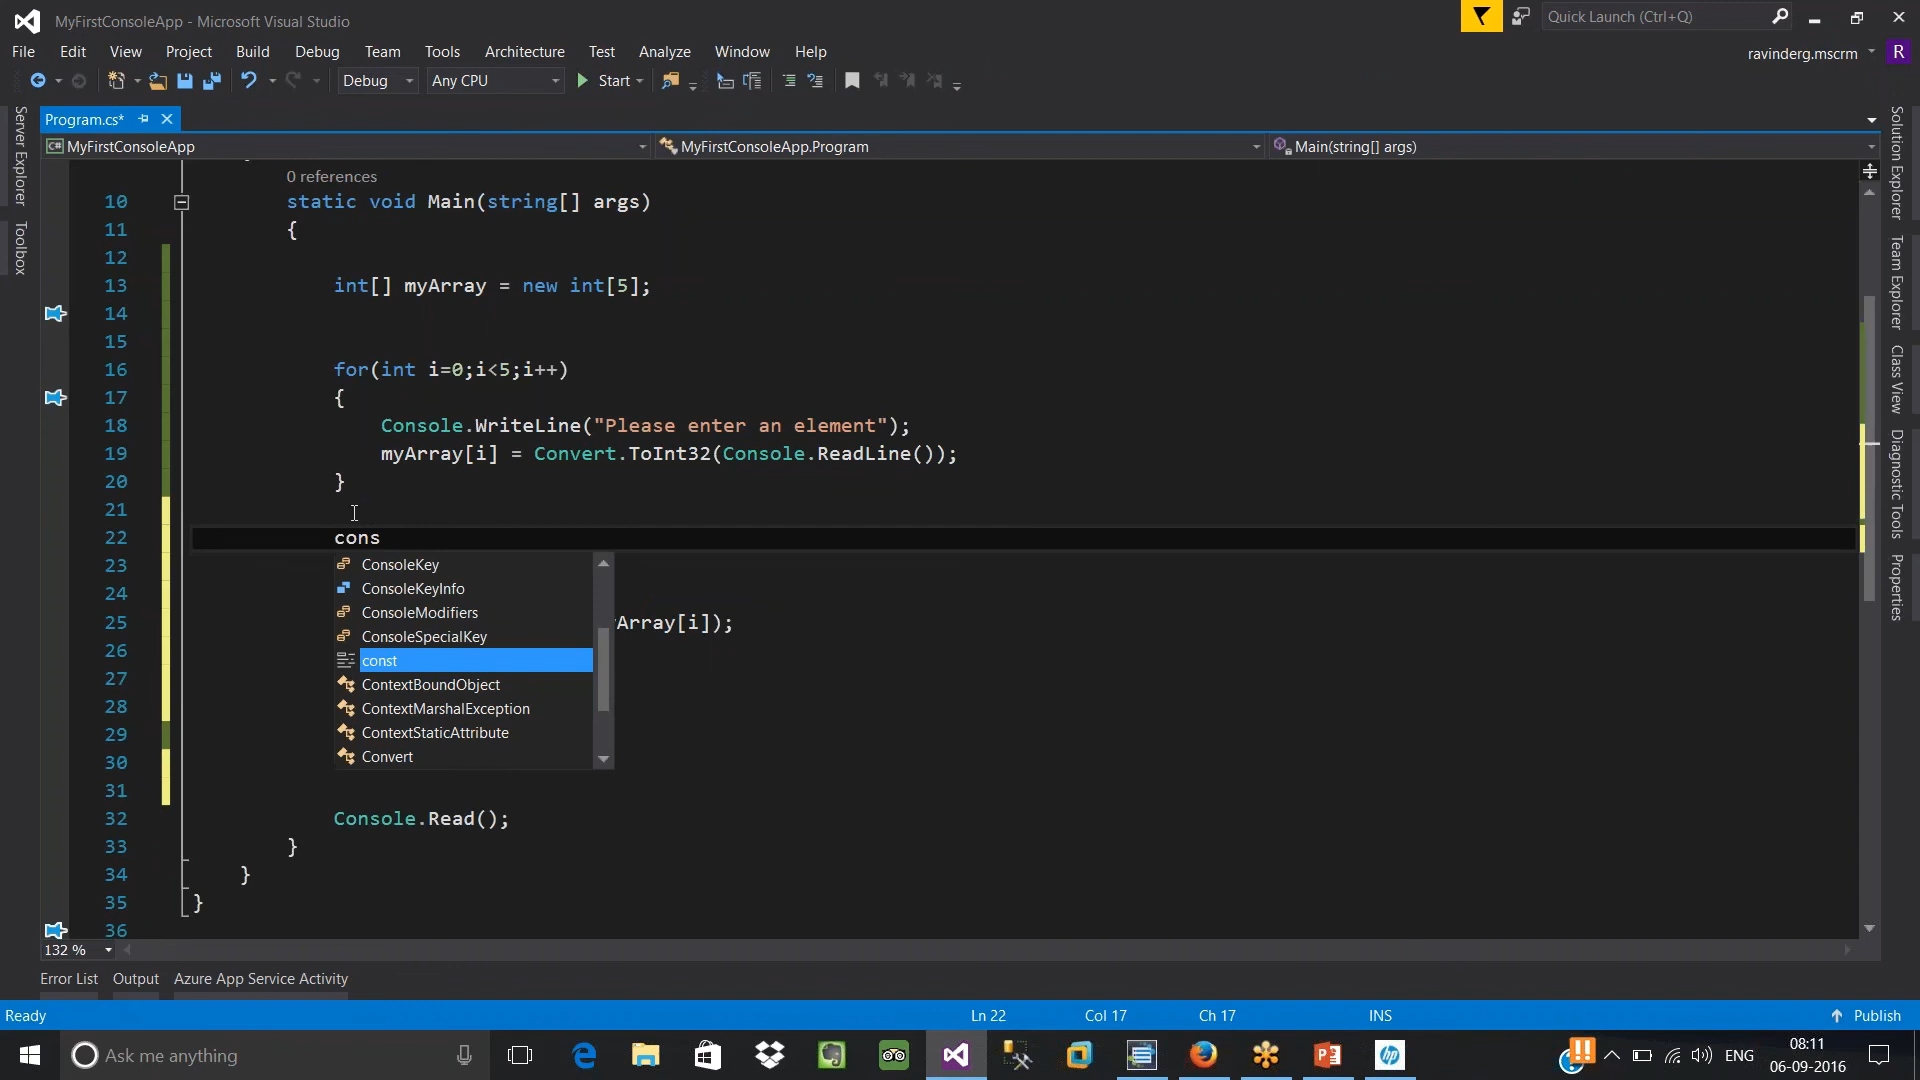 MyFirstConsoleApp - Microsoft Visual Studio
Quick Launch (Ctrl+Q)
File Edit View Project Build Debug Team Tools Architecture Test Analyze Window Help
ravinderg.mscrm R
Debug Any CPU Start
Program.cs*
C# MyFirstConsoleApp MyFirstConsoleApp.Program Main(string[] args)
Server Explorer
Toolbox
Solution Explorer
Team Explorer
Class View
Diagnostic Tools
Properties
0 references
10 static void Main(string[] args)
11 {
12
13 int[] myArray = new int[5];
14
15
16 for(int i=0;i<5;i++)
17 {
18 Console.WriteLine("Please enter an element");
19 myArray[i] = Convert.ToInt32(Console.ReadLine());
20 }
21
22 cons
23
24
25 Array[i]);
26
27
28
29
30
31
32 Console.Read();
33 }
34 }
35 }
36
ConsoleKey
ConsoleKeyInfo
ConsoleModifiers
ConsoleSpecialKey
const
ContextBoundObject
ContextMarshalException
ContextStaticAttribute
Convert
132 %
Error List Output Azure App Service Activity
Ready Ln 22 Col 17 Ch 17 INS Publish
Ask me anything
ENG
08:11
06-09-2016